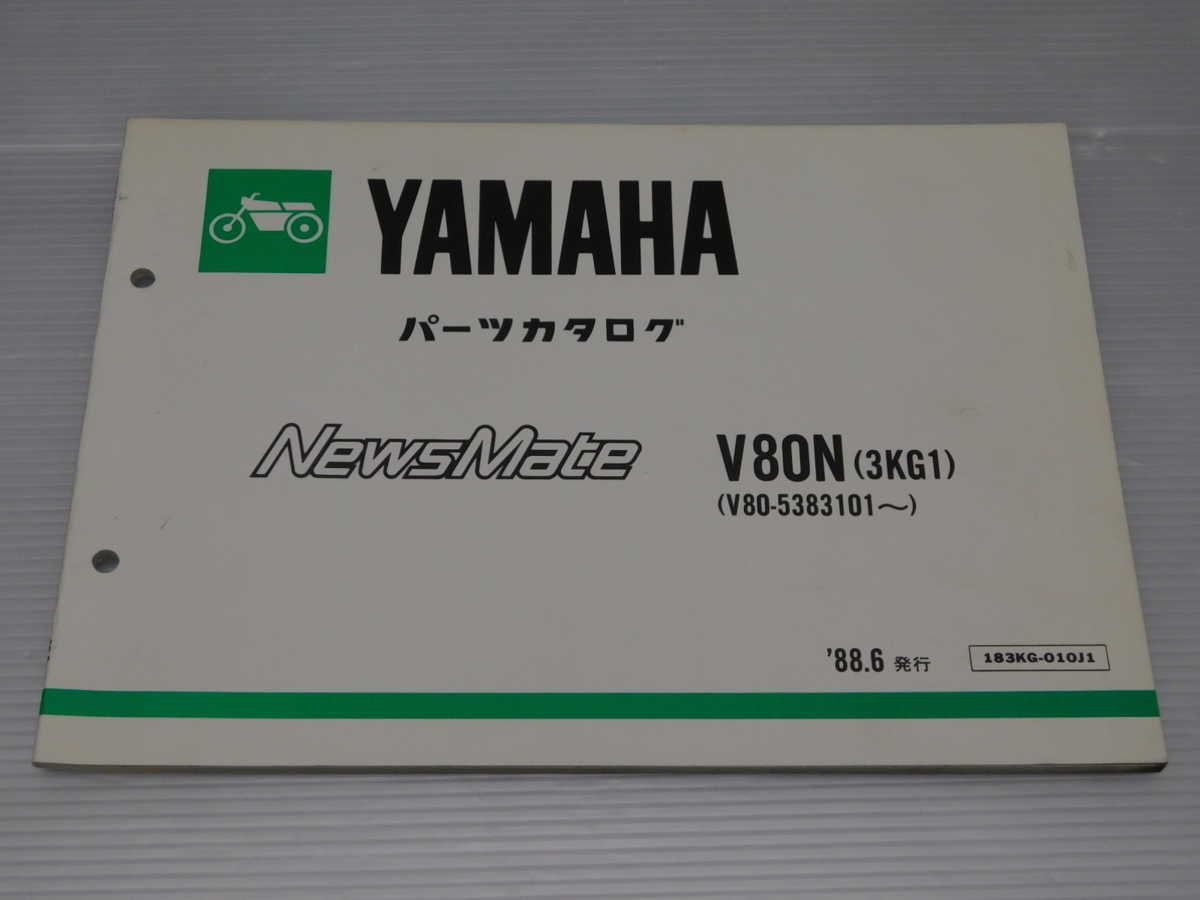 YAMAHA
パーツカタログ
NewsMate V80N (3KG1)
(V80-5383101～)
'88.6 発行 183KG-010J1